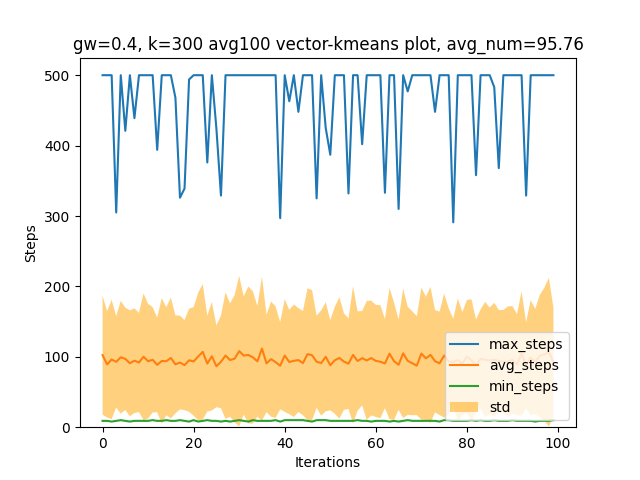 gw=0.4, k=300 avg100 vector-kmeans plot, avg_num=95.76
500
400
300
200
100
0
Steps
0 20 40 60 80 100
Iterations
max_steps
avg_steps
min_steps
std